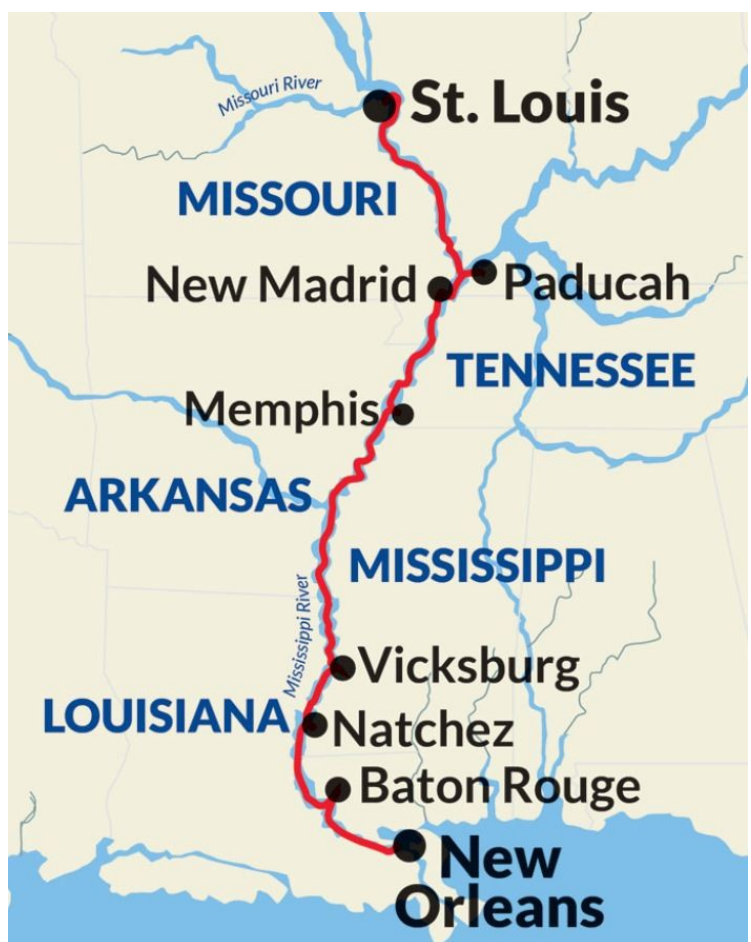 Missouri River
St. Louis
MISSOURI
New Madrid
Paducah
TENNESSEE
Memphis
ARKANSAS
MISSISSIPPI
Mississippi River
Vicksburg
LOUISIANA
Natchez
Baton Rouge
New
Orleans